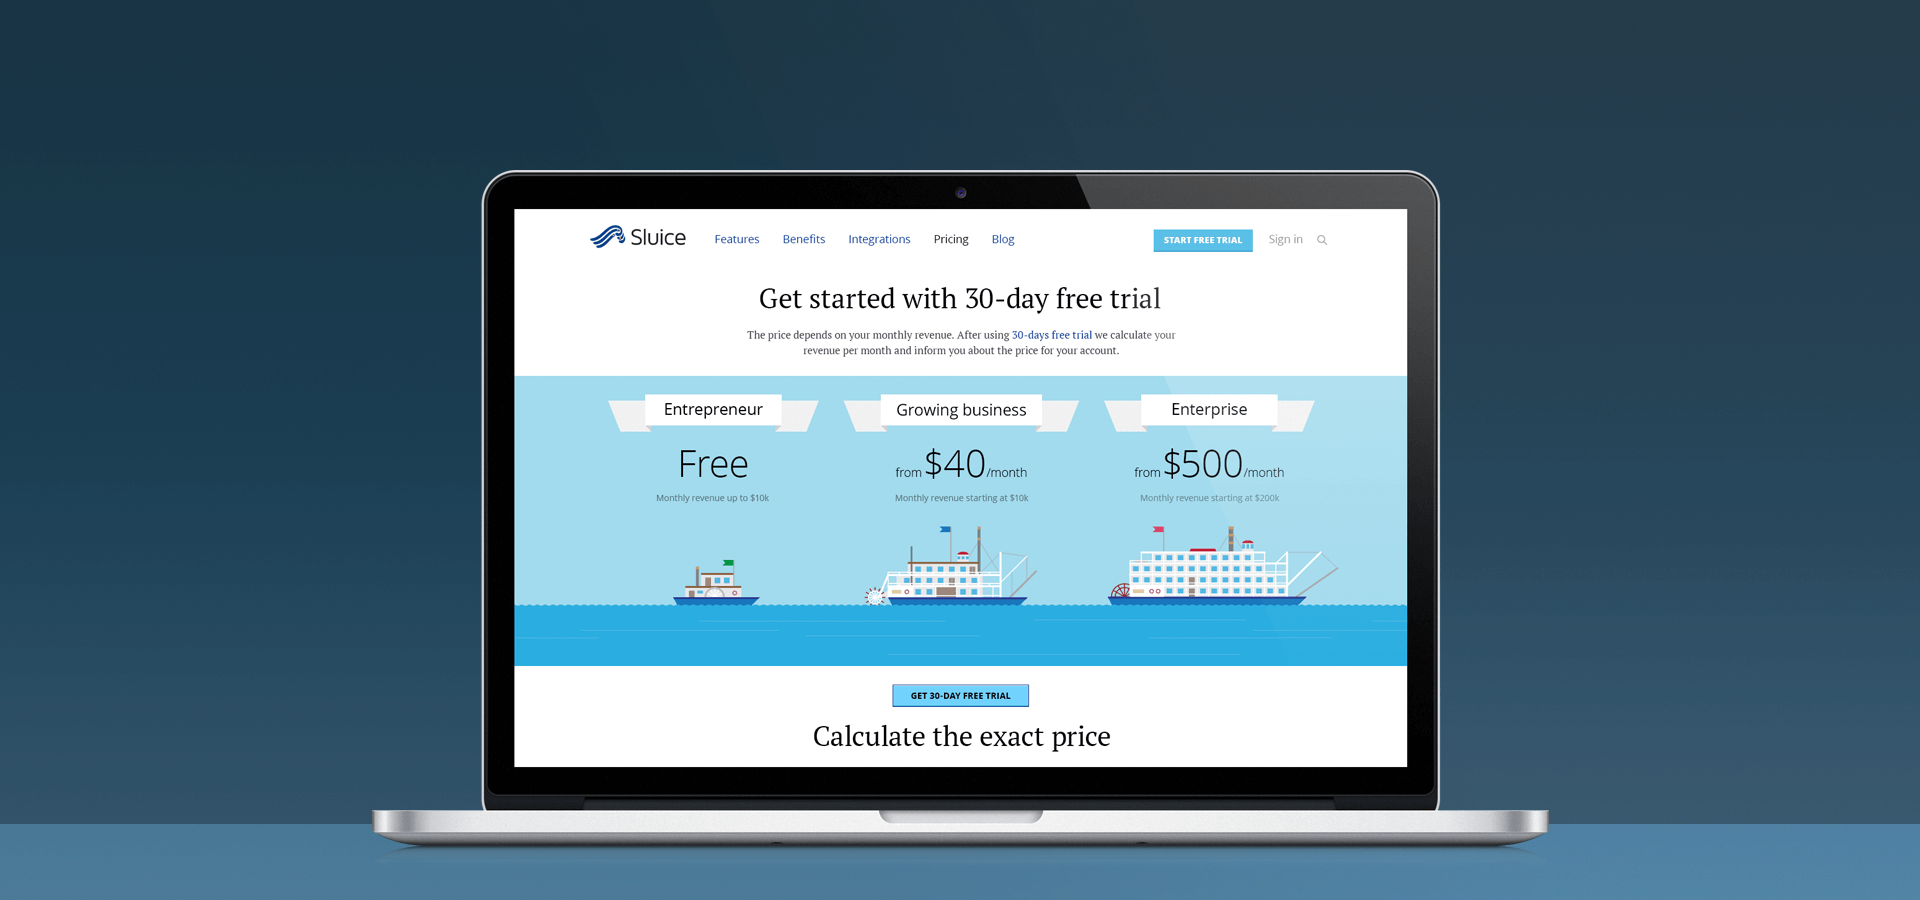 Sluice
Features Benefits Integrations Pricing Blog
START FREE TRIAL Sign in
Get started with 30-day free trial
The price depends on your monthly revenue. After using 30-days free trial we calculate your
revenue per month and inform you about the price for your account.
Entrepreneur
Free
Monthly revenue up to $10k
Growing business
from $40/month
Monthly revenue starting at $10k
Enterprise
from $500/month
Monthly revenue starting at $200k
GET 30-DAY FREE TRIAL
Calculate the exact price